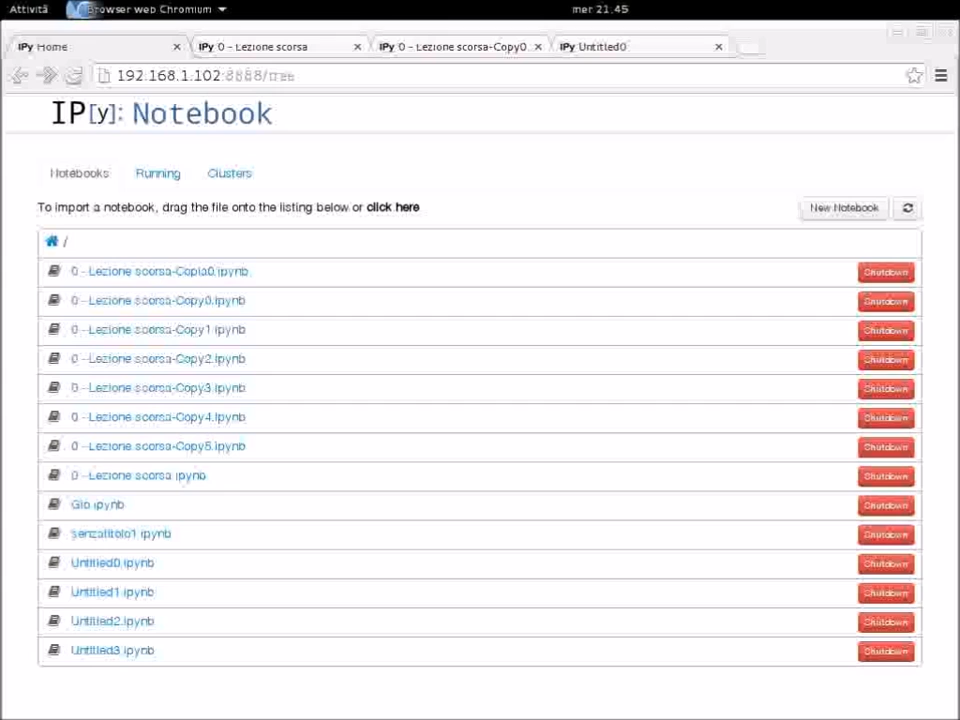 Attività Browser web Chromium mer 21.45
IPy Home × IPy 0 - Lezione scorsa × IPy 0 - Lezione scorsa-Copy0. × IPy Untitled0 ×
192.168.1.102:8888/tree
IP[y]: Notebook
Notebooks Running Clusters
To import a notebook, drag the file onto the listing below or click here New Notebook
/
0 - Lezione scorsa-Copia0.ipynb Shutdown
0 - Lezione scorsa-Copy0.ipynb Shutdown
0 - Lezione scorsa-Copy1.ipynb Shutdown
0 - Lezione scorsa-Copy2.ipynb Shutdown
0 - Lezione scorsa-Copy3.ipynb Shutdown
0 - Lezione scorsa-Copy4.ipynb Shutdown
0 - Lezione scorsa-Copy5.ipynb Shutdown
0 - Lezione scorsa.ipynb Shutdown
Gio.ipynb Shutdown
senzatitolo1.ipynb Shutdown
Untitled0.ipynb Shutdown
Untitled1.ipynb Shutdown
Untitled2.ipynb Shutdown
Untitled3.ipynb Shutdown